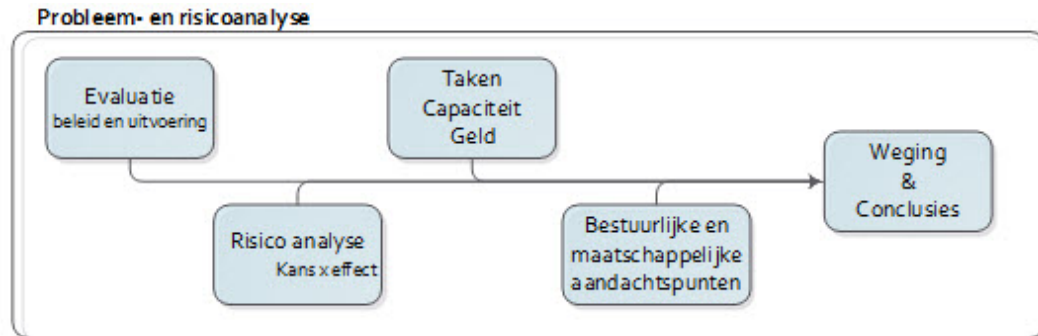 Probleem- en risicoanalyse
Evaluatie
beleid en uitvoering
Risico analyse
Kans x effect
Taken
Capaciteit
Geld
Bestuurlijke en
maatschappelijke
aandachtspunten
Weging
&
Conclusies